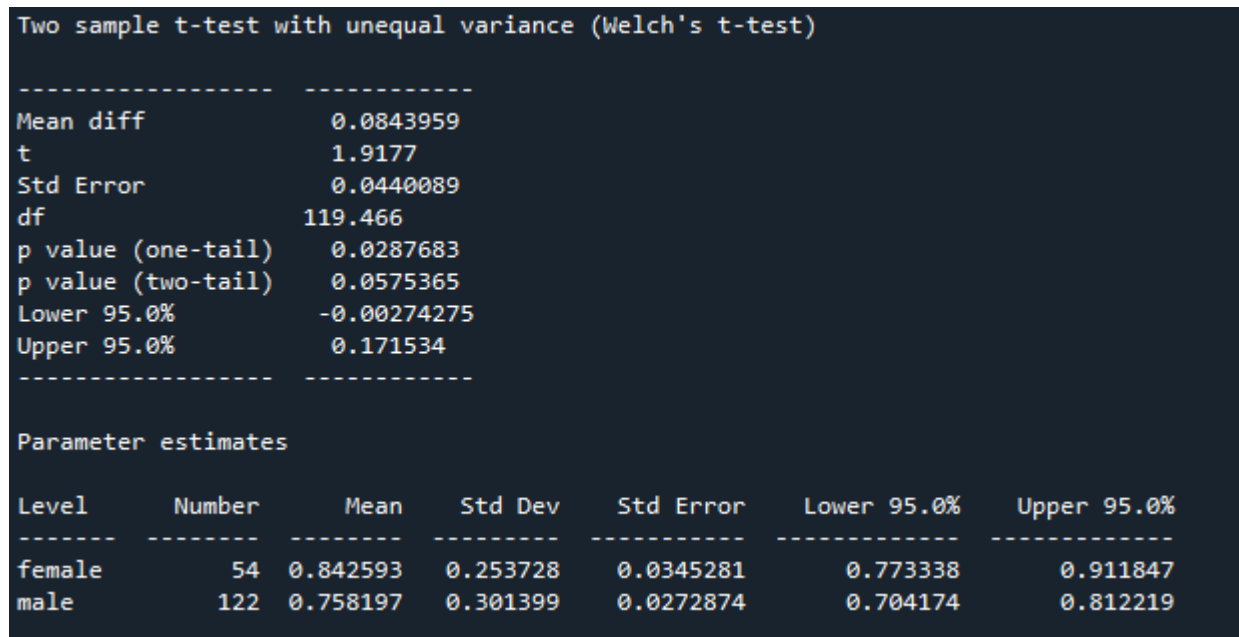 Two sample t-test with unequal variance (Welch's t-test)
------------------  ------------
Mean diff             0.0843959
t                     1.9177
Std Error             0.0440089
df                  119.466
p value (one-tail)    0.0287683
p value (two-tail)    0.0575365
Lower 95.0%          -0.00274275
Upper 95.0%           0.171534
------------------  ------------
Parameter estimates
Level      Number      Mean    Std Dev    Std Error    Lower 95.0%    Upper 95.0%
-------  --------  --------  ---------  -----------  -------------  -------------
female         54  0.842593   0.253728    0.0345281       0.773338       0.911847
male          122  0.758197   0.301399    0.0272874       0.704174       0.812219